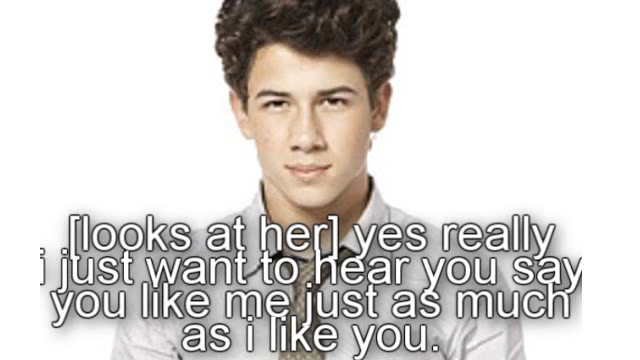 [looks at her] yes really
i just want to hear you say
you like me just as much
as i like you.